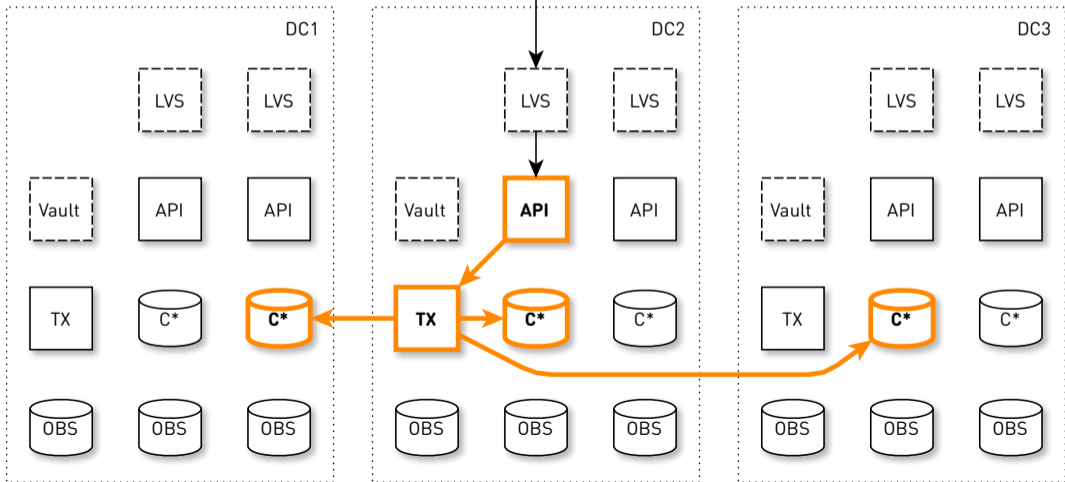 DC1
LVS LVS
Vault API API
TX C* C*
OBS OBS OBS
DC2
LVS LVS
Vault API API
TX C* C*
OBS OBS OBS
DC3
LVS LVS
Vault API API
TX C* C*
OBS OBS OBS